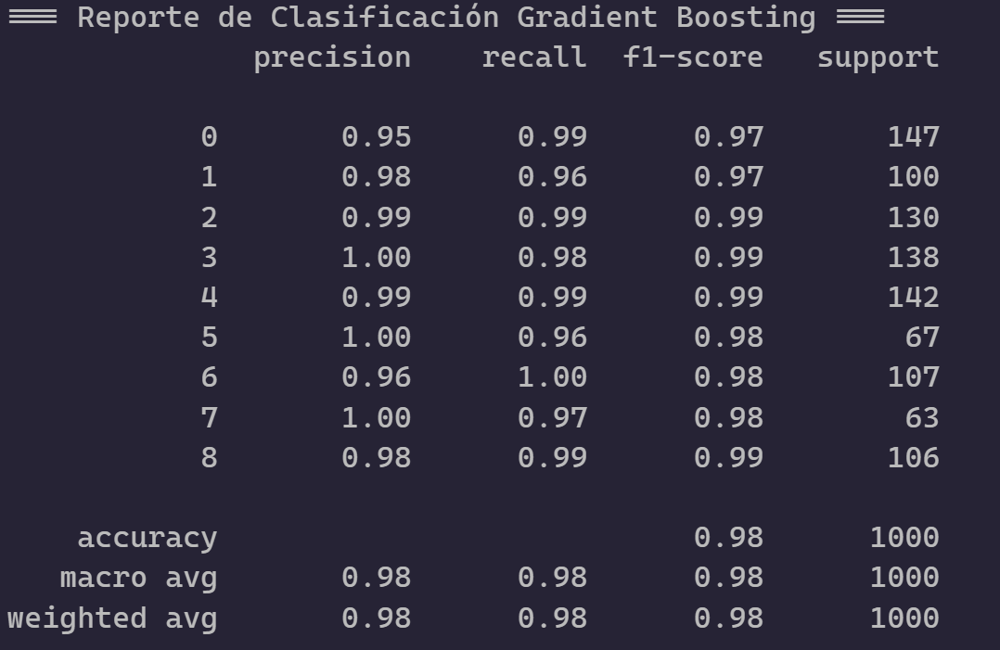 === Reporte de Clasificación Gradient Boosting ===
              precision    recall  f1-score   support

           0       0.95      0.99      0.97       147
           1       0.98      0.96      0.97       100
           2       0.99      0.99      0.99       130
           3       1.00      0.98      0.99       138
           4       0.99      0.99      0.99       142
           5       1.00      0.96      0.98        67
           6       0.96      1.00      0.98       107
           7       1.00      0.97      0.98        63
           8       0.98      0.99      0.99       106

    accuracy                           0.98      1000
   macro avg       0.98      0.98      0.98      1000
weighted avg       0.98      0.98      0.98      1000